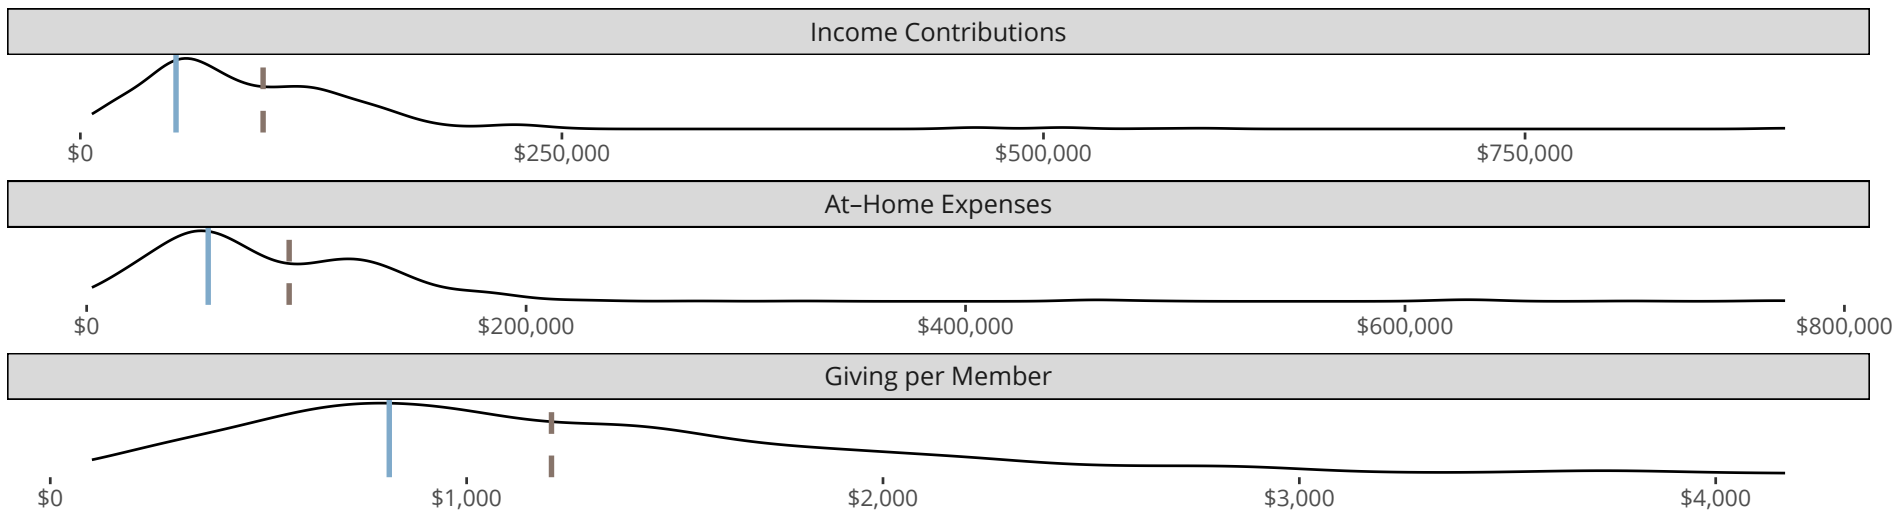 Income Contributions
$0 $250,000 $500,000 $750,000
At–Home Expenses
$0 $200,000 $400,000 $600,000 $800,000
Giving per Member
$0 $1,000 $2,000 $3,000 $4,000